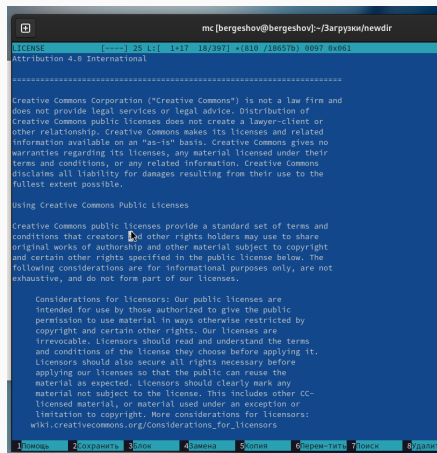 mc [bergeshov@bergeshov]:~/Загрузки/newdir
LICENSE [----] 25 L:[ 1+17 18/397] *(810 /18657b) 0097 0x061
Attribution 4.0 International
=======================================================================
Creative Commons Corporation ("Creative Commons") is not a law firm and
does not provide legal services or legal advice. Distribution of
Creative Commons public licenses does not create a lawyer-client or
other relationship. Creative Commons makes its licenses and related
information available on an "as-is" basis. Creative Commons gives no
warranties regarding its licenses, any material licensed under their
terms and conditions, or any related information. Creative Commons
disclaims all liability for damages resulting from their use to the
fullest extent possible.
Using Creative Commons Public Licenses
Creative Commons public licenses provide a standard set of terms and
conditions that creators and other rights holders may use to share
original works of authorship and other material subject to copyright
and certain other rights specified in the public license below. The
following considerations are for informational purposes only, are not
exhaustive, and do not form part of our licenses.
Considerations for licensors: Our public licenses are
intended for use by those authorized to give the public
permission to use material in ways otherwise restricted by
copyright and certain other rights. Our licenses are
irrevocable. Licensors should read and understand the terms
and conditions of the license they choose before applying it.
Licensors should also secure all rights necessary before
applying our licenses so that the public can reuse the
material as expected. Licensors should clearly mark any
material not subject to the license. This includes other CC-
licensed material, or material used under an exception or
limitation to copyright. More considerations for licensors:
wiki.creativecommons.org/Considerations_for_licensors
1Помощь 2Сохранить 3Блок 4Замена 5Копия 6Перем~тить 7Поиск 8Удали